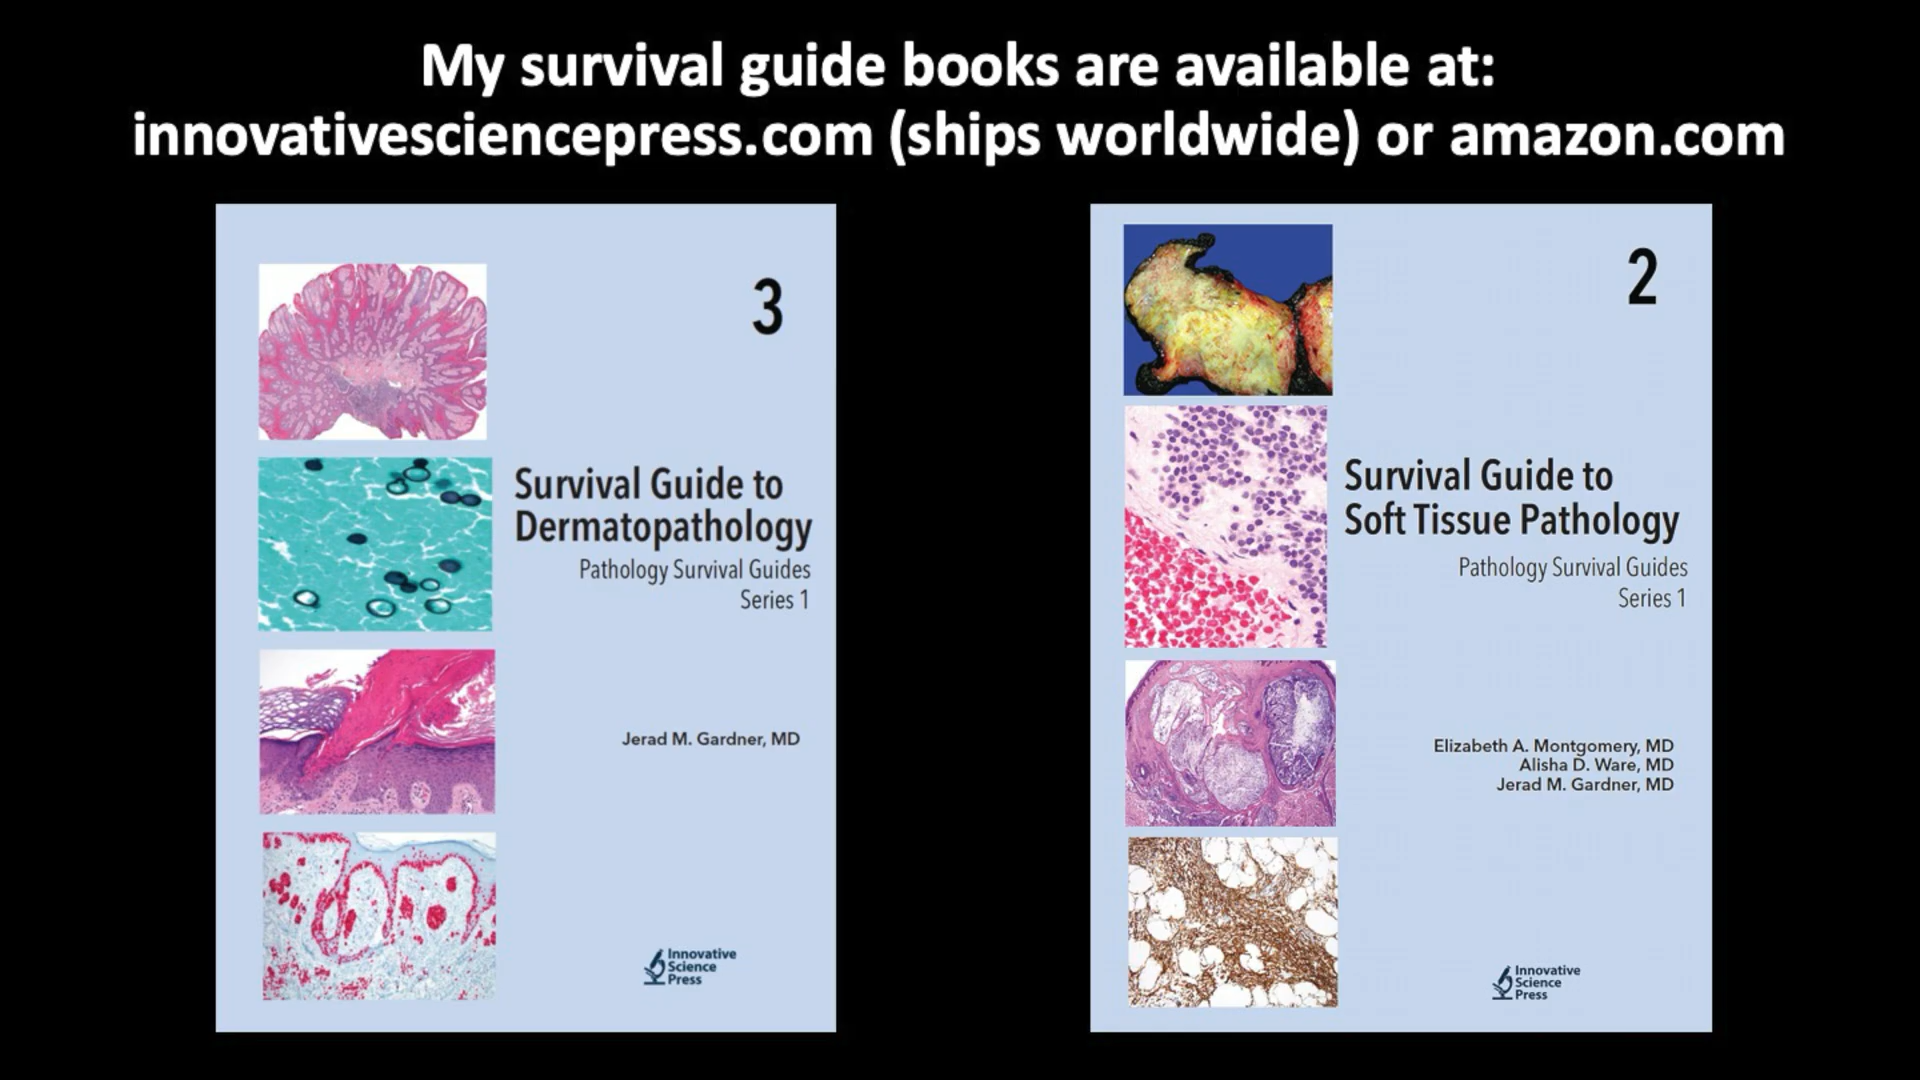 My survival guide books are available at:
innovativesciencepress.com (ships worldwide) or amazon.com
3
Survival Guide to
Dermatopathology
Pathology Survival Guides
Series 1
Jerad M. Gardner, MD
Innovative
Science
Press
2
Survival Guide to
Soft Tissue Pathology
Pathology Survival Guides
Series 1
Elizabeth A. Montgomery, MD
Alisha D. Ware, MD
Jerad M. Gardner, MD
Innovative
Science
Press